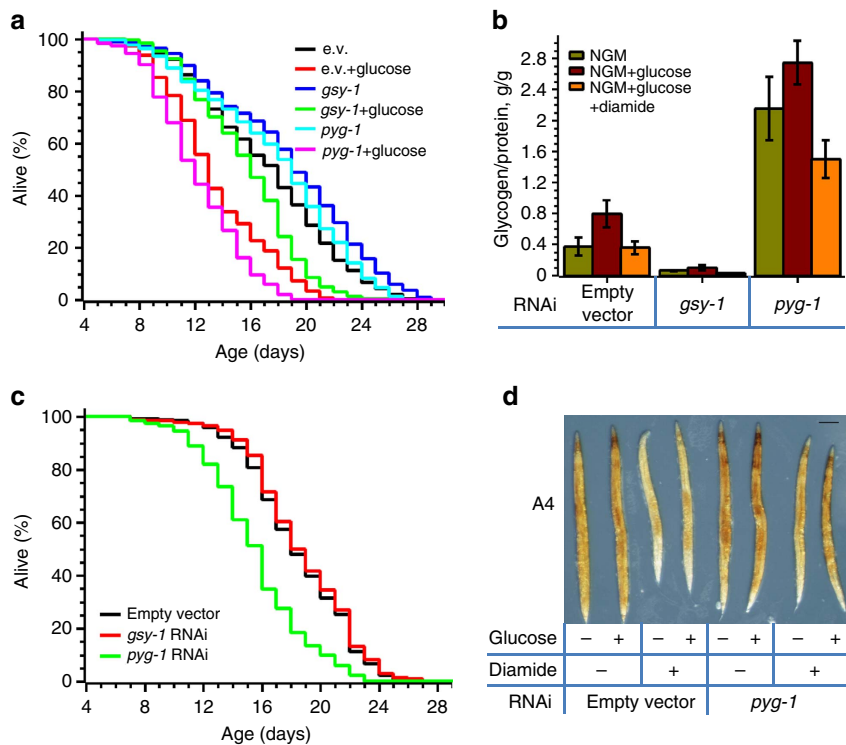 a
100
80
60
40
20
0
Alive (%)
4 8 12 16 20 24 28
Age (days)
e.v.
e.v.+glucose
gsy-1
gsy-1+glucose
pyg-1
pyg-1+glucose
b
2.8
2.4
2.0
1.6
1.2
0.8
0.4
0
Glycogen/protein, g/g
NGM
NGM+glucose
NGM+glucose
+diamide
RNAi Empty vector gsy-1 pyg-1
c
100
80
60
40
20
0
Alive (%)
Empty vector
gsy-1 RNAi
pyg-1 RNAi
4 8 12 16 20 24 28
Age (days)
d
A4
Glucose – + – + – + – +
Diamide – + – +
RNAi Empty vector pyg-1